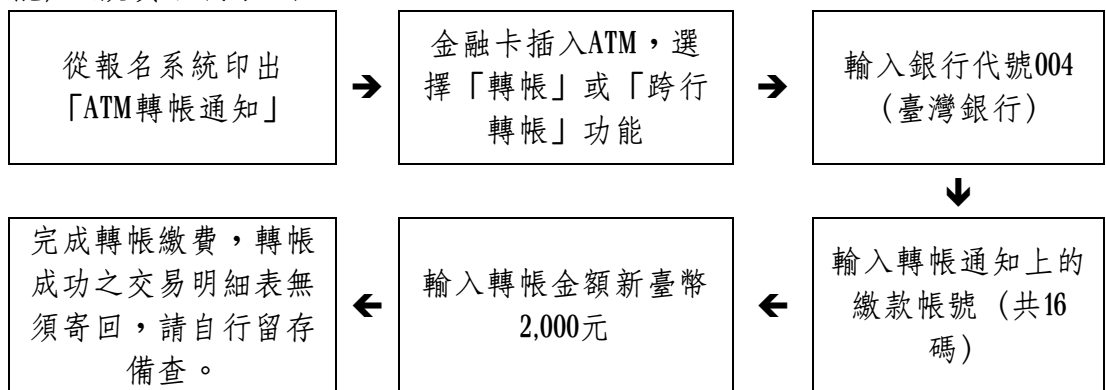 從報名系統印出
「ATM轉帳通知」
金融卡插入ATM，選
擇「轉帳」或「跨行
轉帳」功能
輸入銀行代號004
（臺灣銀行）
輸入轉帳通知上的
繳款帳號（共16
碼）
輸入轉帳金額新臺幣
2,000元
完成轉帳繳費，轉帳
成功之交易明細表無
須寄回，請自行留存
備查。